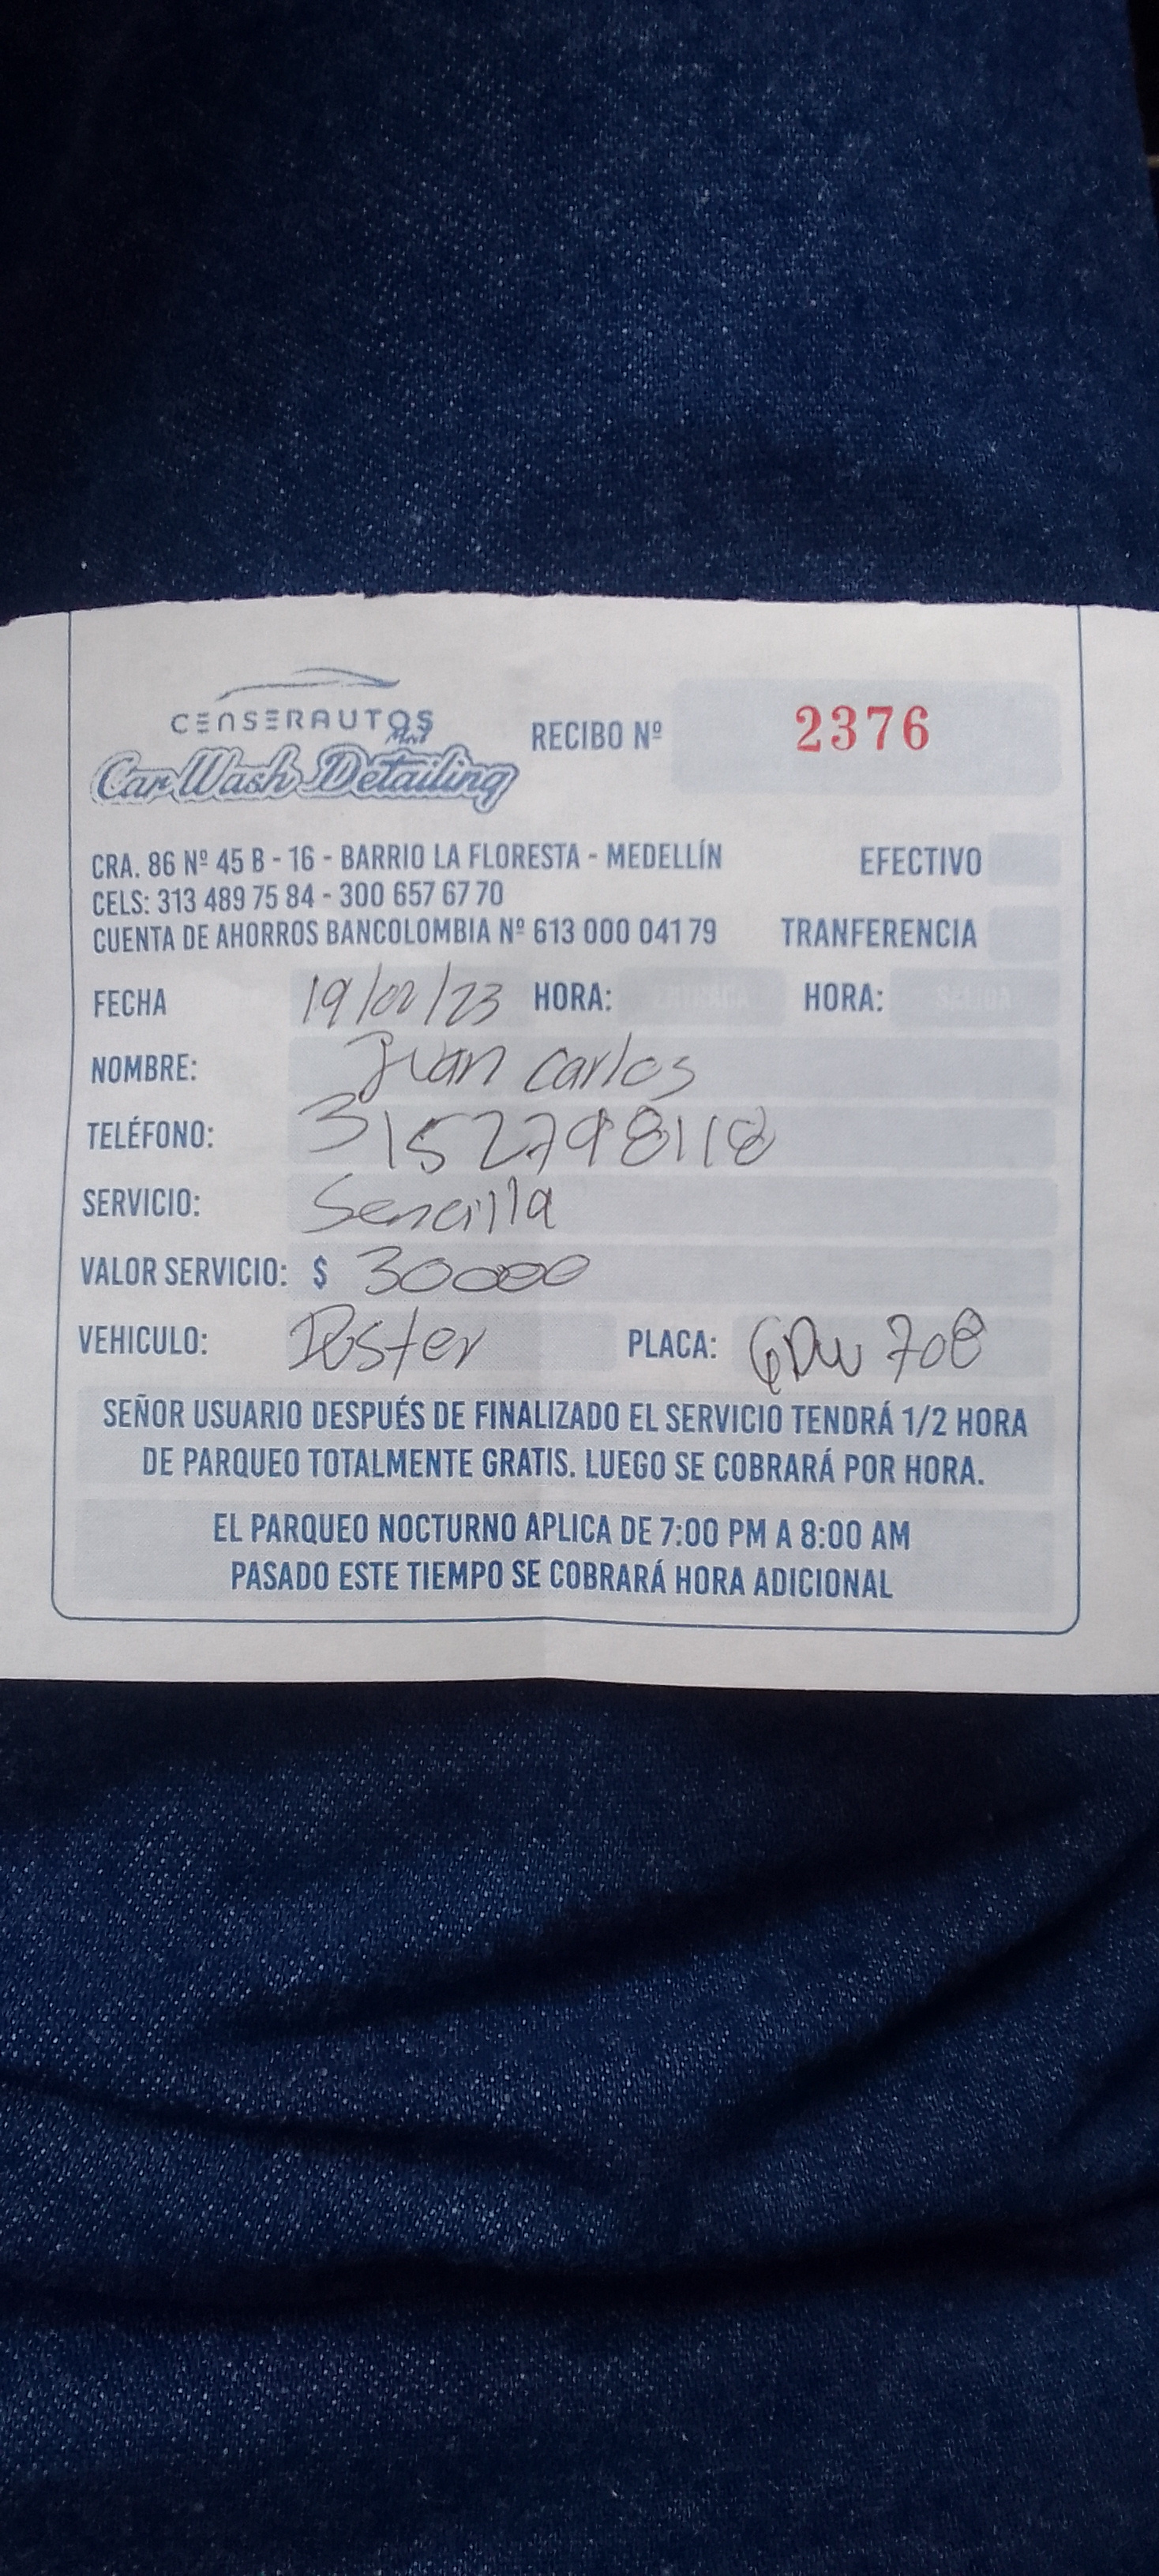 CENSERAUTOS
Car Wash Detailing
RECIBO Nº 2376
CRA. 86 Nº 45 B - 16 - BARRIO LA FLORESTA - MEDELLÍN
EFECTIVO
CELS: 313 489 75 84 - 300 657 67 70
CUENTA DE AHORROS BANCOLOMBIA Nº 613 000 041 79
TRANFERENCIA
FECHA 19/02/23 HORA: HORA: SALIDA
NOMBRE: Juan carlos
TELÉFONO: 3152798118
SERVICIO: Sencilla
VALOR SERVICIO: $ 30000
VEHICULO: Doster PLACA: GDW 708
SEÑOR USUARIO DESPUÉS DE FINALIZADO EL SERVICIO TENDRÁ 1/2 HORA
DE PARQUEO TOTALMENTE GRATIS. LUEGO SE COBRARÁ POR HORA.
EL PARQUEO NOCTURNO APLICA DE 7:00 PM A 8:00 AM
PASADO ESTE TIEMPO SE COBRARÁ HORA ADICIONAL